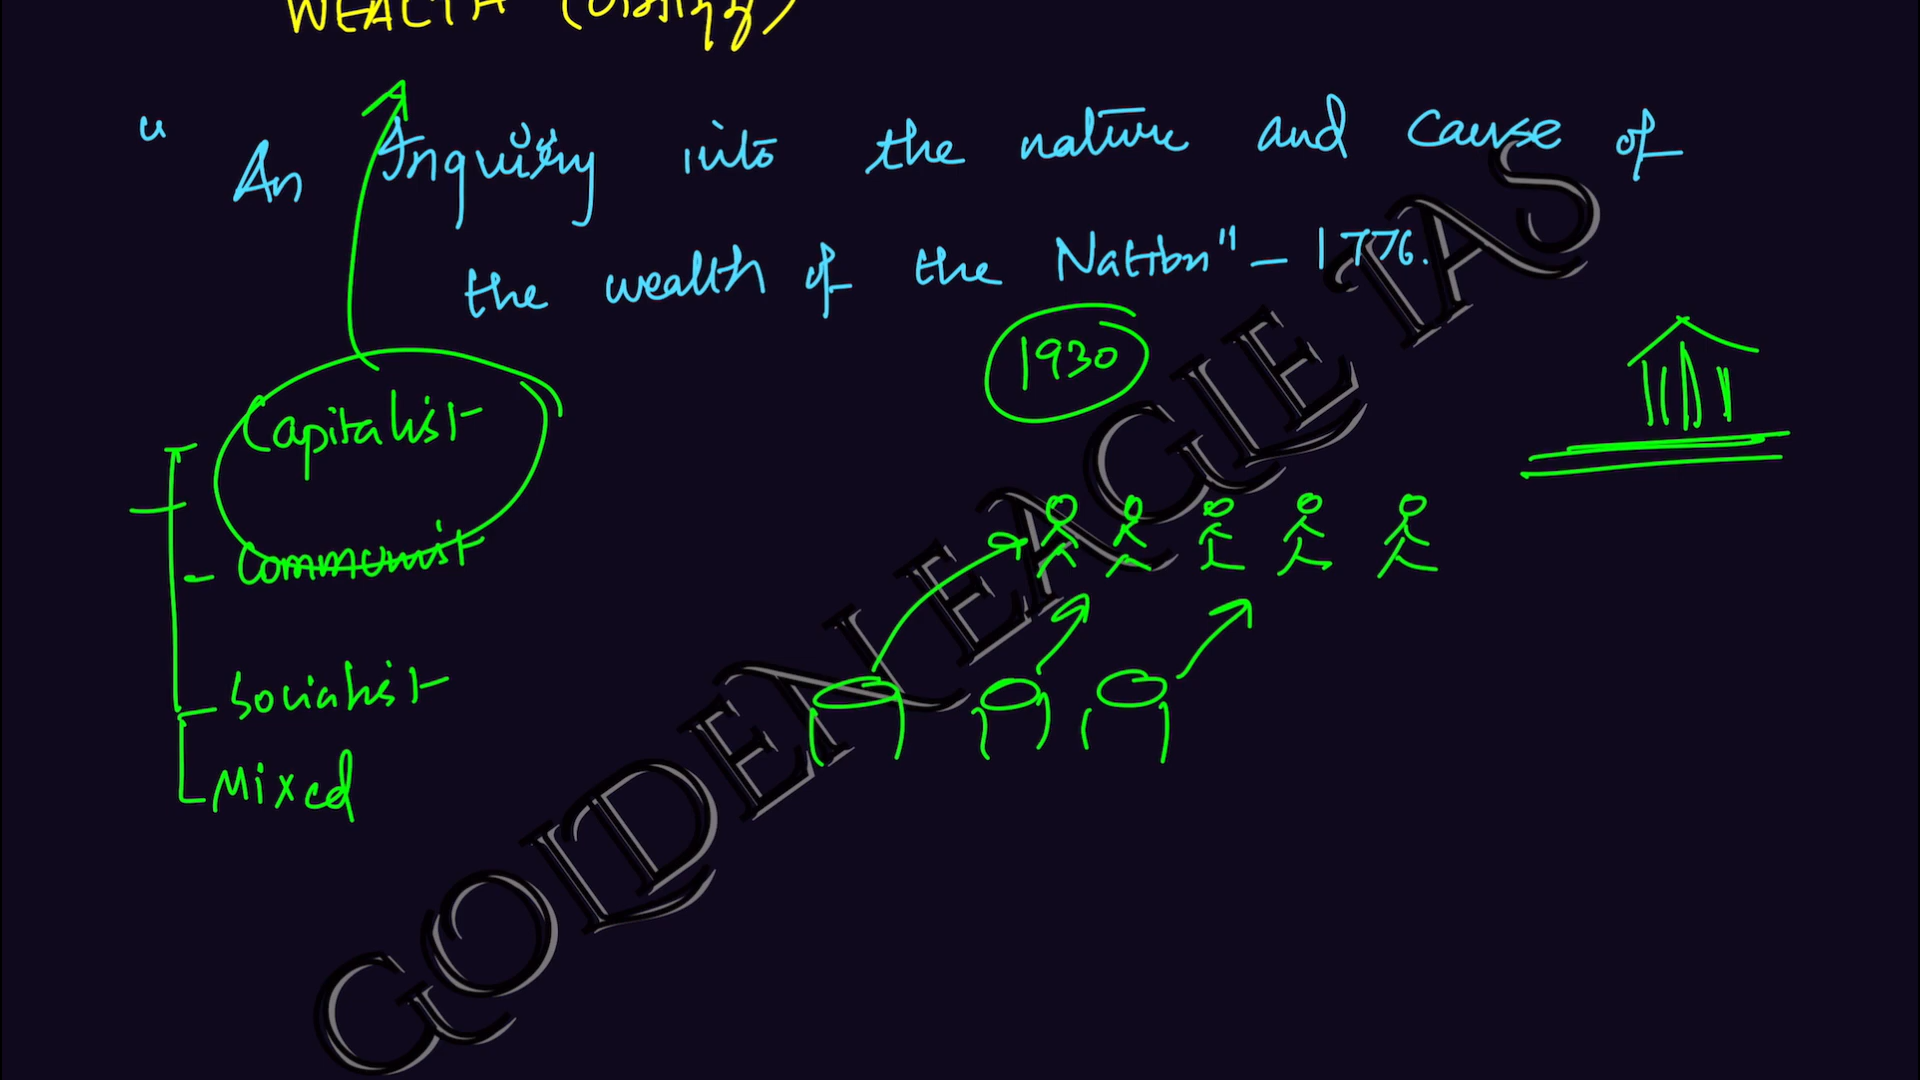 WEALTH
" An Inquiry into the nature and cause of
the wealth of the Nation" - 1776.
1930
Capitalist
- Communist
Socialist
Mixed
GOLDEN EAGLE IAS